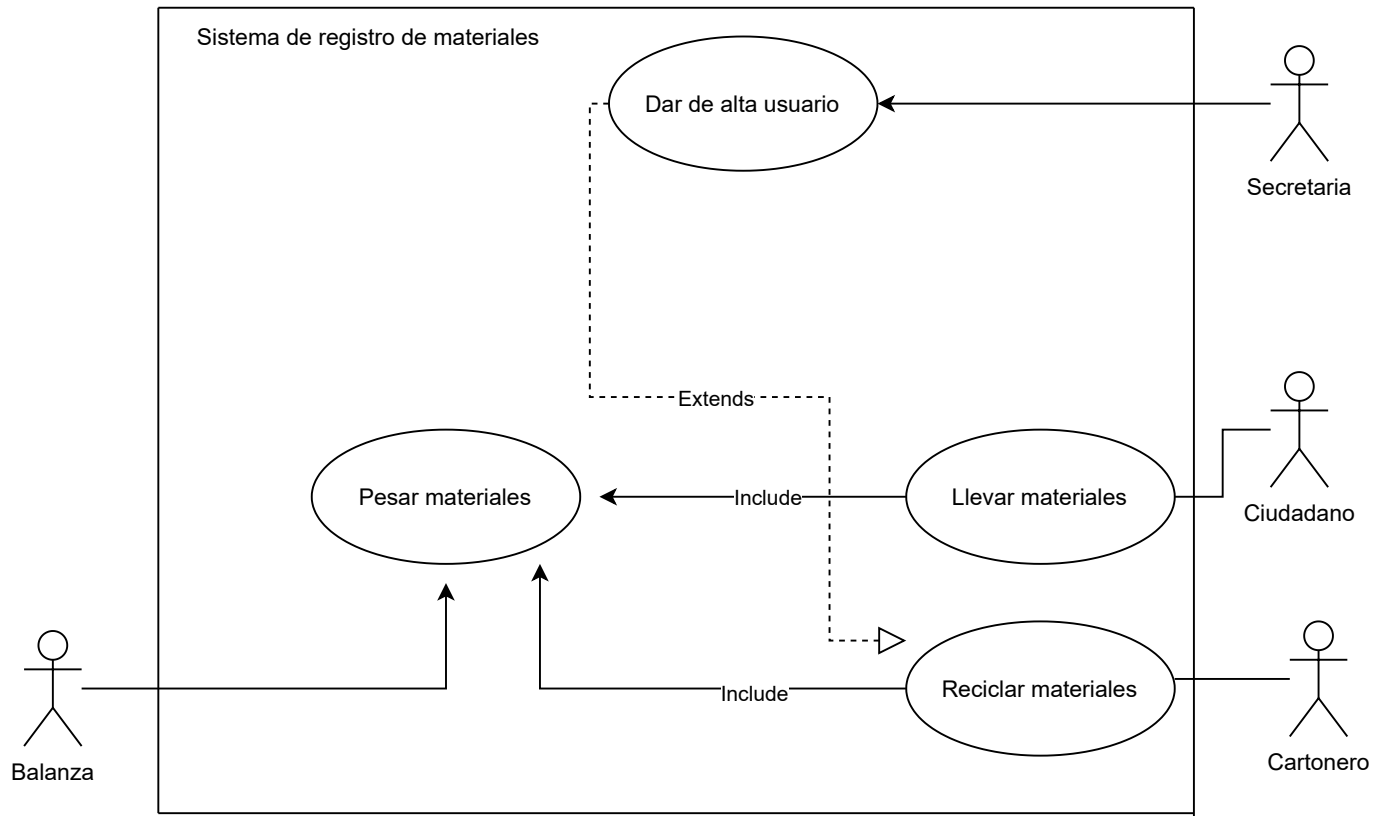 Sistema de registro de materiales
Dar de alta usuario
Secretaria
Extends
Pesar materiales
Include
Llevar materiales
Ciudadano
Include
Reciclar materiales
Cartonero
Balanza